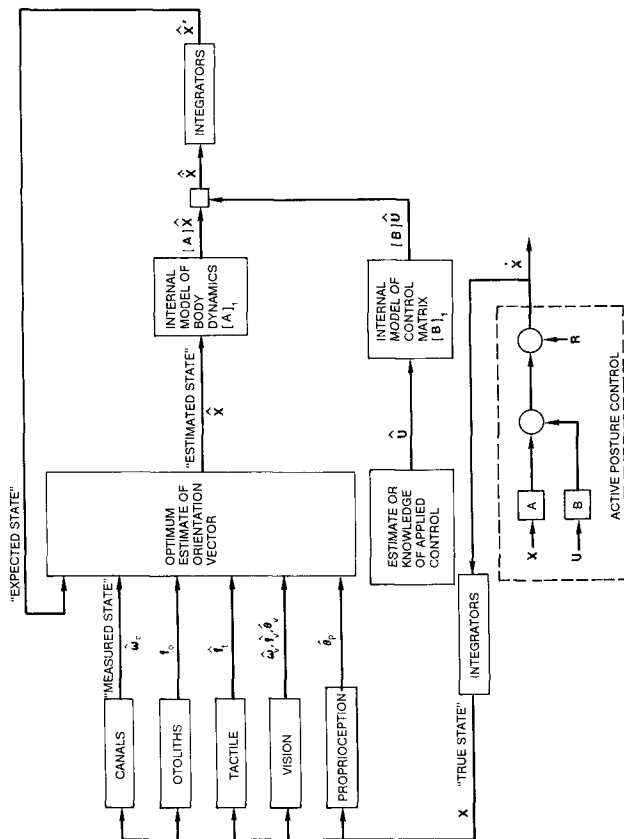 "EXPECTED STATE"
X̂'
INTEGRATORS
X̂
[A]X̂
[B]Û
INTERNAL
MODEL OF
BODY
DYNAMICS
[A]₁
INTERNAL
MODEL OF
CONTROL
MATRIX
[B]₁
"ESTIMATED STATE"
X̂
Û
OPTIMUM
ESTIMATE OF
ORIENTATION
VECTOR
ESTIMATE OR
KNOWLEDGE
OF APPLIED
CONTROL
"MEASURED STATE"
ω̂c
fo
f̂t
ω̂v,f̂v,θ̂v
θ̂p
CANALS
OTOLITHS
TACTILE
VISION
PROPRIOCEPTION
INTEGRATORS
X
"TRUE STATE"
Ẋ
X
A
U
B
R
ACTIVE POSTURE CONTROL